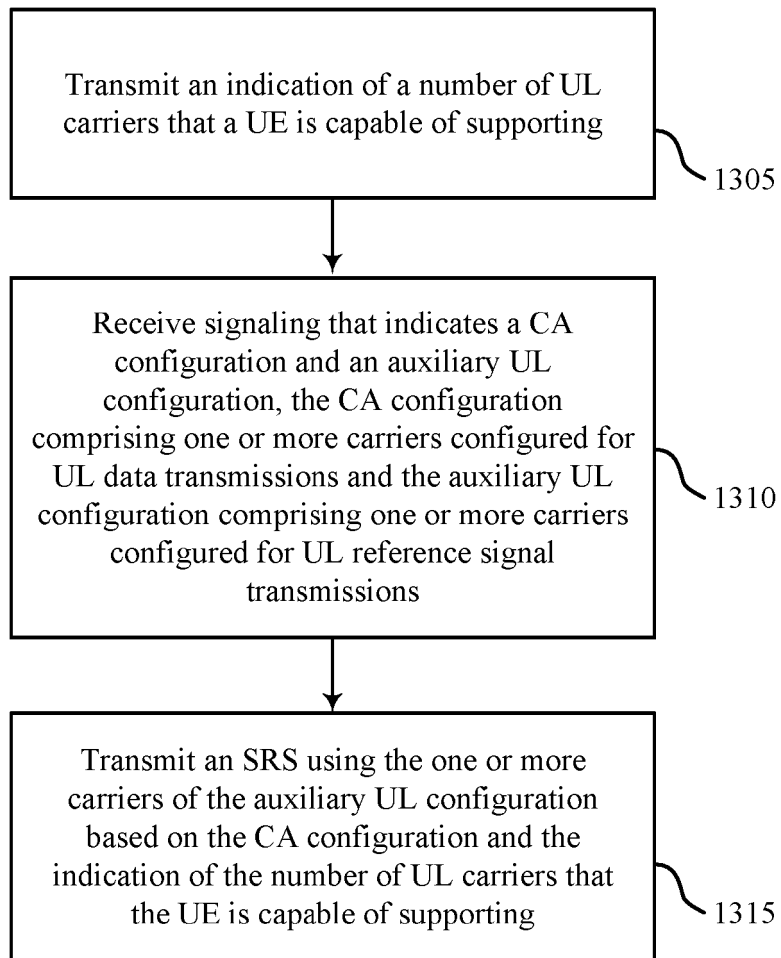 Transmit an indication of a number of UL
carriers that a UE is capable of supporting
1305
Receive signaling that indicates a CA
configuration and an auxiliary UL
configuration, the CA configuration
comprising one or more carriers configured for
UL data transmissions and the auxiliary UL
configuration comprising one or more carriers
configured for UL reference signal
transmissions
1310
Transmit an SRS using the one or more
carriers of the auxiliary UL configuration
based on the CA configuration and the
indication of the number of UL carriers that
the UE is capable of supporting
1315